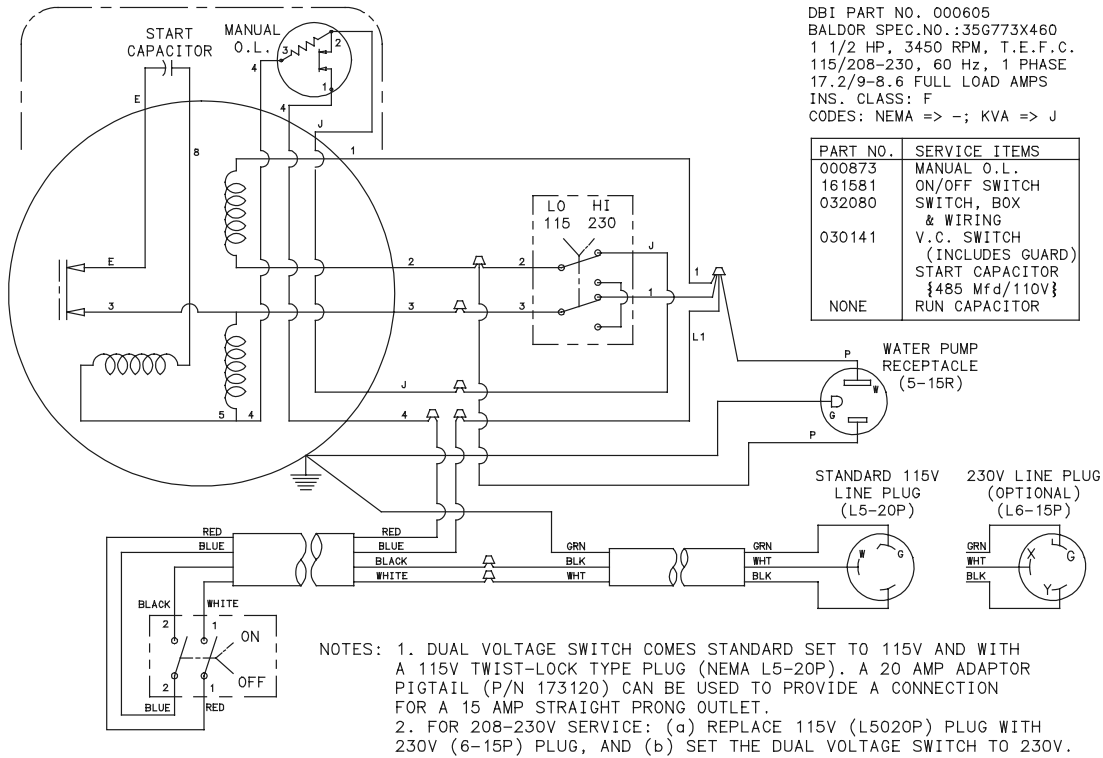 DBI PART NO. 000605
BALDOR SPEC.NO.:35G773X460
1 1/2 HP, 3450 RPM, T.E.F.C.
115/208-230, 60 Hz, 1 PHASE
17.2/9-8.6 FULL LOAD AMPS
INS. CLASS: F
CODES: NEMA => -; KVA => J
PART NO. SERVICE ITEMS
000873 MANUAL O.L.
161581 ON/OFF SWITCH
032080 SWITCH, BOX
& WIRING
030141 V.C. SWITCH
(INCLUDES GUARD)
START CAPACITOR
{485 Mfd/110V}
NONE RUN CAPACITOR
START
CAPACITOR
MANUAL
O.L.
3
2
1
4
4
E
J
8
1
LO HI
115 230
J
E
2
2
1
1
3
3
3
L1
J
5
4
4
P
W
G
P
WATER PUMP
RECEPTACLE
(5-15R)
STANDARD 115V
LINE PLUG
(L5-20P)
230V LINE PLUG
(OPTIONAL)
(L6-15P)
RED
BLUE
RED
BLUE
BLACK
WHITE
GRN
BLK
WHT
GRN
WHT
BLK
W
G
GRN
WHT
BLK
X
G
Y
BLACK
WHITE
2
1
ON
OFF
2
1
BLUE
RED
NOTES: 1. DUAL VOLTAGE SWITCH COMES STANDARD SET TO 115V AND WITH
A 115V TWIST-LOCK TYPE PLUG (NEMA L5-20P). A 20 AMP ADAPTOR
PIGTAIL (P/N 173120) CAN BE USED TO PROVIDE A CONNECTION
FOR A 15 AMP STRAIGHT PRONG OUTLET.
2. FOR 208-230V SERVICE: (a) REPLACE 115V (L5020P) PLUG WITH
230V (6-15P) PLUG, AND (b) SET THE DUAL VOLTAGE SWITCH TO 230V.